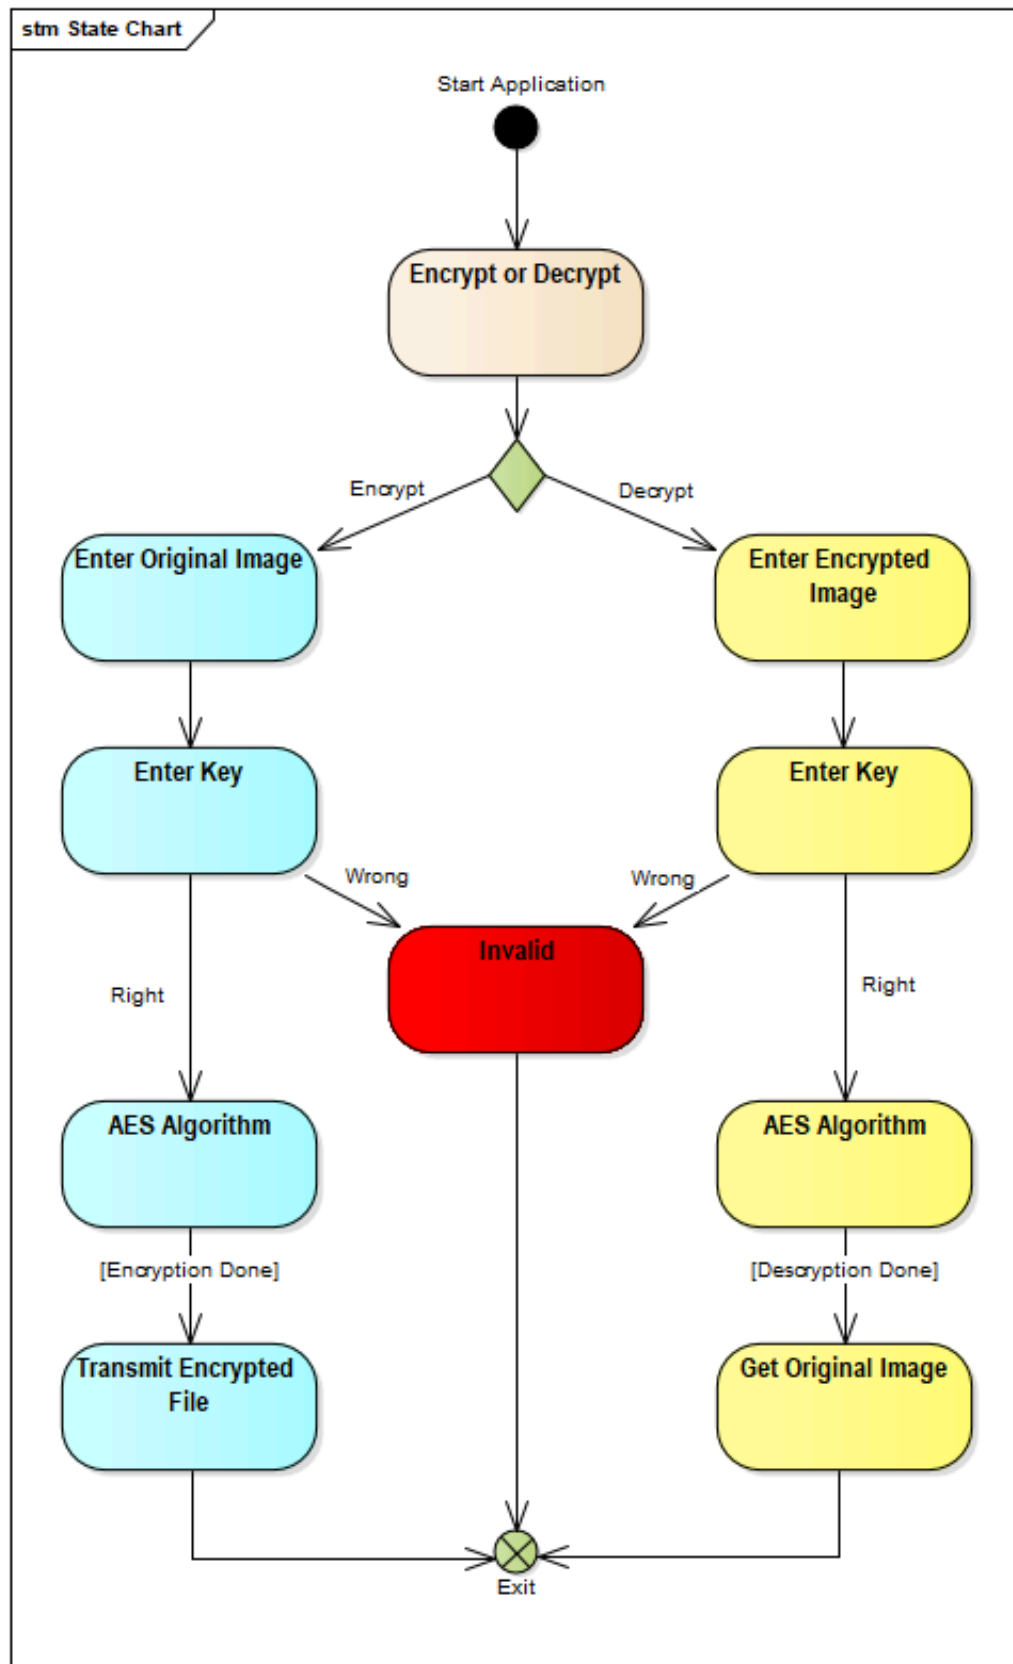 stm State Chart
Start Application
Encrypt or Decrypt
Encrypt
Decrypt
Enter Original Image
Enter Encrypted
Image
Enter Key
Enter Key
Wrong
Wrong
Invalid
Right
Right
AES Algorithm
AES Algorithm
[Encryption Done]
[Descryption Done]
Transmit Encrypted
File
Get Original Image
Exit